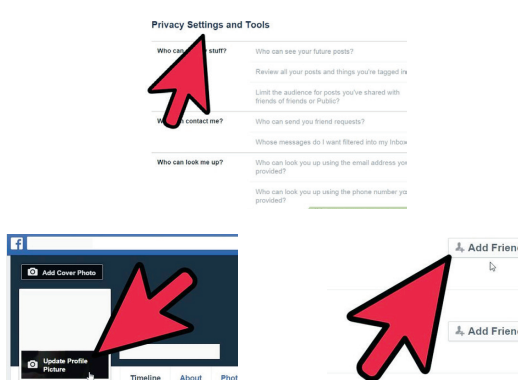 Privacy Settings and Tools
Who can stuff?
Who can see your future posts?
Review all your posts and things you're tagged in
Limit the audience for posts you've shared with
friends of friends or Public?
contact me?
Who can send you friend requests?
Whose messages do I want filtered into my Inbox
Who can look me up?
Who can look you up using the email address you
provided?
Who can look you up using the phone number yo
provided?
f
Add Cover Photo
Update Profile
Picture
Timeline About Phot
Add Friend
Add Friend